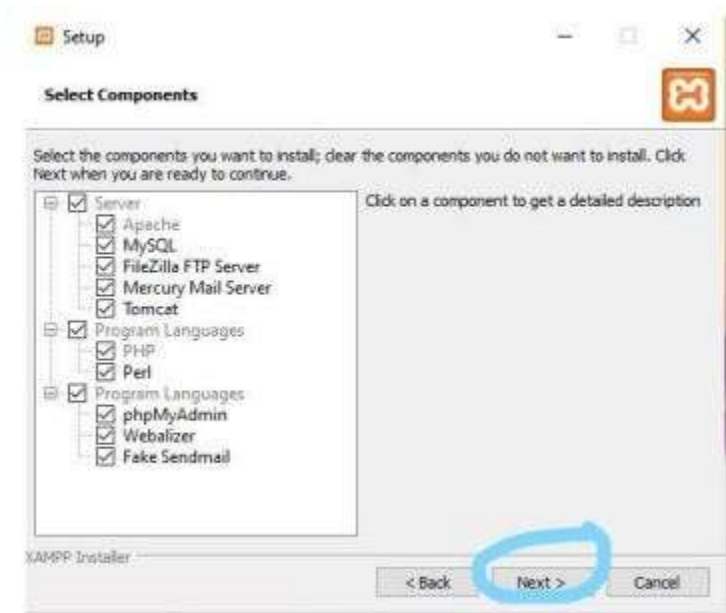 Setup
Select Components
Select the components you want to install; clear the components you do not want to install. Click
Next when you are ready to continue.
Server
Apache
MySQL
FileZilla FTP Server
Mercury Mail Server
Tomcat
Program Languages
PHP
Perl
Program Languages
phpMyAdmin
Webalizer
Fake Sendmail
Click on a component to get a detailed description
XAMPP Installer
< Back
Next >
Cancel